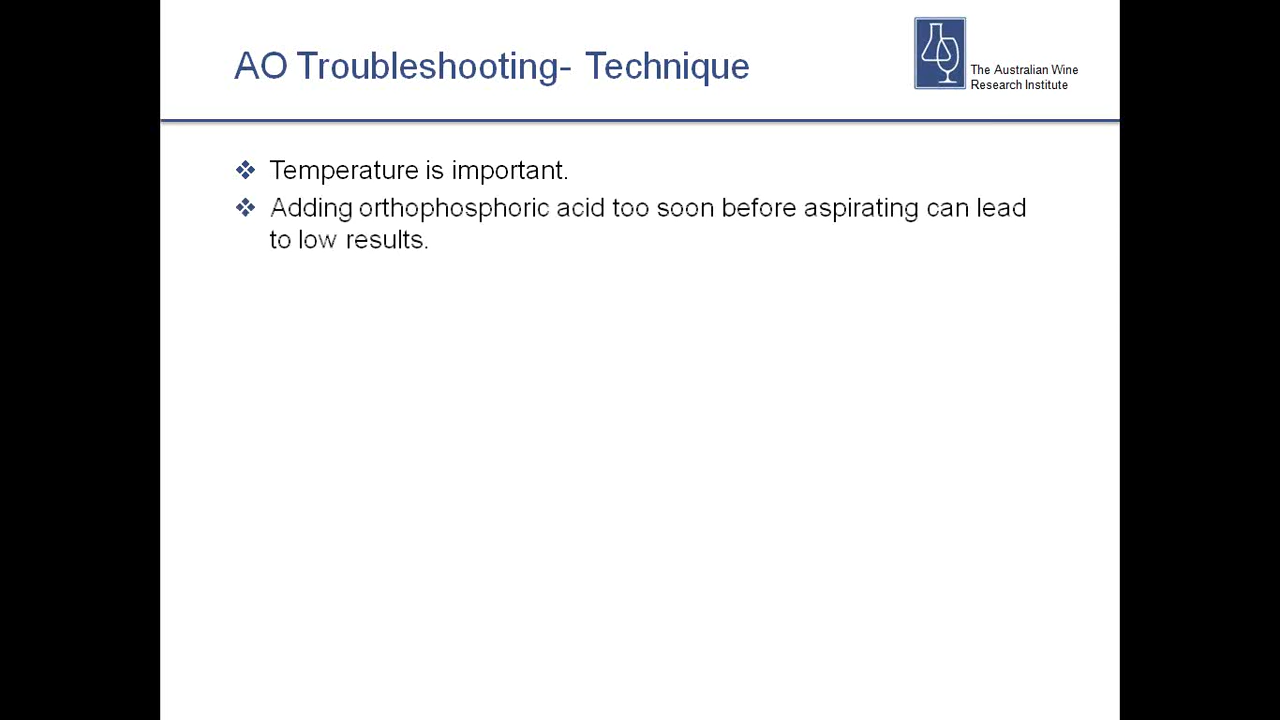 AO Troubleshooting- Technique
The Australian Wine
Research Institute
Temperature is important.
Adding orthophosphoric acid too soon before aspirating can lead
to low results.